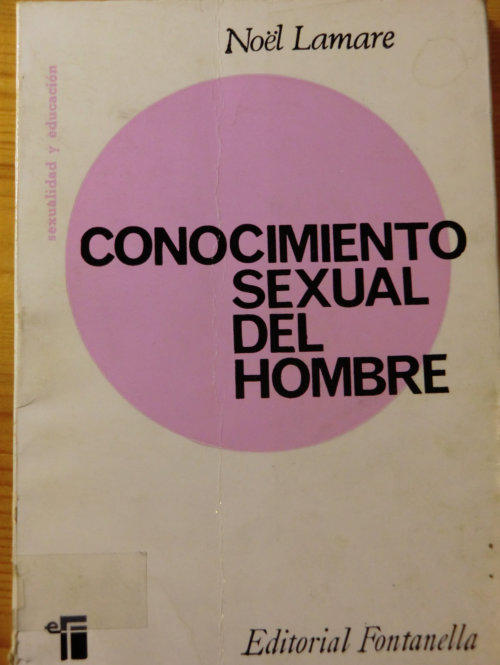 Noël Lamare
sexualidad y educación
CONOCIMIENTO
SEXUAL
DEL
HOMBRE
Editorial Fontanella